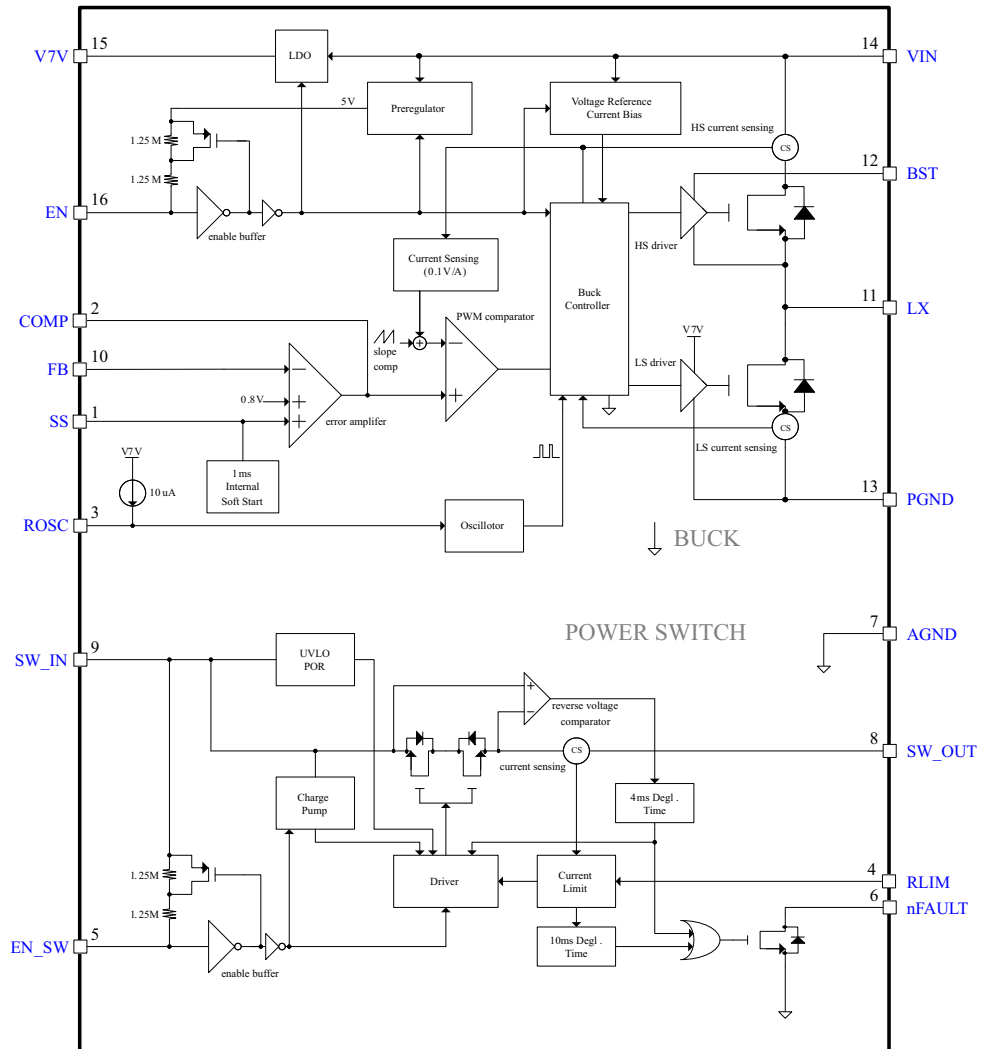 15
V7V
LDO
14
VIN
5V
Preregulator
Voltage Reference
Current Bias
HS current sensing
CS
1.25 M
1.25 M
12
BST
16
EN
enable buffer
HS driver
Current Sensing
(0.1V/A)
Buck
Controller
11
LX
2
COMP
PWM comparator
slope
comp
V7V
LS driver
10
FB
0.8V
1
SS
error amplifer
CS
LS current sensing
V7V
10uA
1ms
Internal
Soft Start
13
PGND
3
ROSC
Oscillotor
BUCK
POWER SWITCH
7
AGND
9
SW_IN
UVLO
POR
+
−
reverse voltage
comparator
CS
current sensing
8
SW_OUT
Charge
Pump
4ms Degl .
Time
1.25M
1.25M
Driver
Current
Limit
4
RLIM
6
nFAULT
5
EN_SW
enable buffer
10ms Degl .
Time